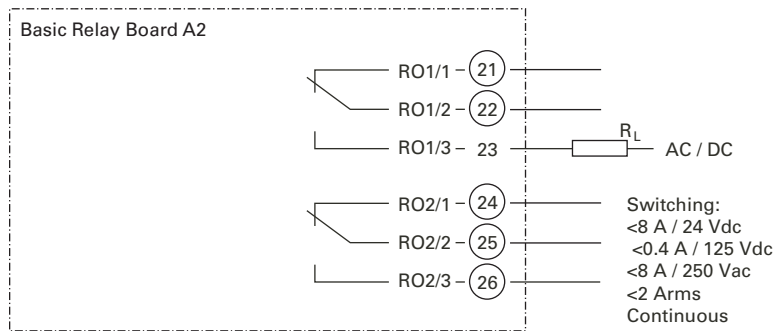 Basic Relay Board A2
RO1/1 – 21
RO1/2 – 22
RO1/3 – 23
R_L
AC / DC
RO2/1 – 24
RO2/2 – 25
RO2/3 – 26
Switching:
<8 A / 24 Vdc
<0.4 A / 125 Vdc
<8 A / 250 Vac
<2 Arms
Continuous